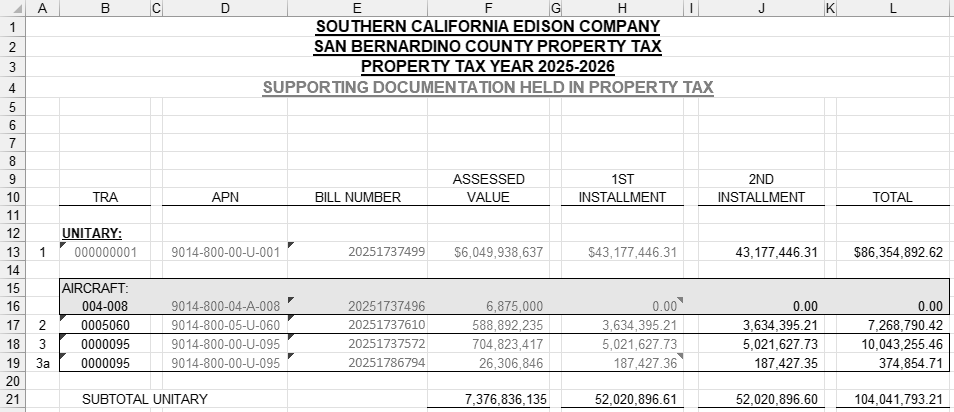 A B C D E F G H I J K L
1 SOUTHERN CALIFORNIA EDISON COMPANY
2 SAN BERNARDINO COUNTY PROPERTY TAX
3 PROPERTY TAX YEAR 2025-2026
4 SUPPORTING DOCUMENTATION HELD IN PROPERTY TAX
5
6
7
8
9 ASSESSED 1ST 2ND
10 TRA APN BILL NUMBER VALUE INSTALLMENT INSTALLMENT TOTAL
11
12 UNITARY:
13 1 000000001 9014-800-00-U-001 20251737499 $6,049,938,637 $43,177,446.31 43,177,446.31 $86,354,892.62
14
15 AIRCRAFT:
16 004-008 9014-800-04-A-008 20251737496 6,875,000 0.00 0.00 0.00
17 2 0005060 9014-800-05-U-060 20251737610 588,892,235 3,634,395.21 3,634,395.21 7,268,790.42
18 3 0000095 9014-800-00-U-095 20251737572 704,823,417 5,021,627.73 5,021,627.73 10,043,255.46
19 3a 0000095 9014-800-00-U-095 20251786794 26,306,846 187,427.36 187,427.35 374,854.71
20
21 SUBTOTAL UNITARY 7,376,836,135 52,020,896.61 52,020,896.60 104,041,793.21